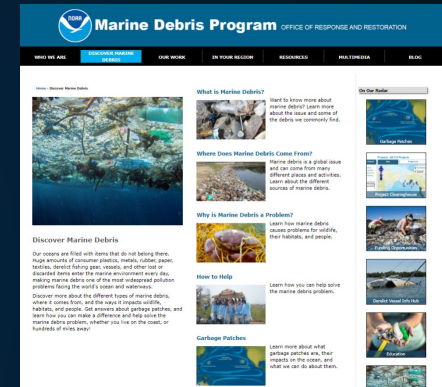 NOAA
Marine Debris Program OFFICE OF RESPONSE AND RESTORATION
WHO WE ARE
DISCOVER MARINE
DEBRIS
OUR WORK
IN YOUR REGION
RESOURCES
MULTIMEDIA
BLOG
Home › Discover Marine Debris
Discover Marine Debris
Our oceans are filled with items that do not belong there.
Huge amounts of consumer plastics, metals, rubber, paper,
textiles, derelict fishing gear, vessels, and other lost or
discarded items enter the marine environment every day,
making marine debris one of the most widespread pollution
problems facing the world's ocean and waterways.
Discover more about the different types of marine debris,
where it comes from, and the ways it impacts wildlife,
habitats, and people. Get answers about garbage patches, and
learn how you can make a difference and help solve the
marine debris problem, whether you live on the coast, or
hundreds of miles away!
What is Marine Debris?
Want to know more about
marine debris? Learn more
about the issue and some of
the debris we commonly find.
Where Does Marine Debris Come From?
Marine debris is a global issue
and can come from many
different places and activities.
Learn about the different
sources of marine debris.
Why is Marine Debris a Problem?
Learn how marine debris
causes problems for wildlife,
their habitats, and people.
How to Help
Learn how you can help solve
the marine debris problem.
Garbage Patches
Learn more about what
garbage patches are, their
impacts on the ocean, and
what we can do about them.
On Our Radar
Garbage Patches
Project Clearinghouse
Funding Opportunities
Derelict Vessel Info Hub
Education